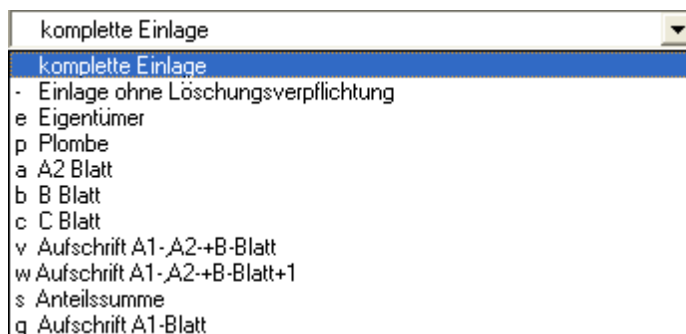 komplette Einlage
komplette Einlage
- Einlage ohne Löschungsverpflichtung
e Eigentümer
p Plombe
a A2 Blatt
b B Blatt
c C Blatt
v Aufschrift A1-,A2-+B-Blatt
w Aufschrift A1-,A2-+B-Blatt+1
s Anteilssumme
g Aufschrift A1-Blatt